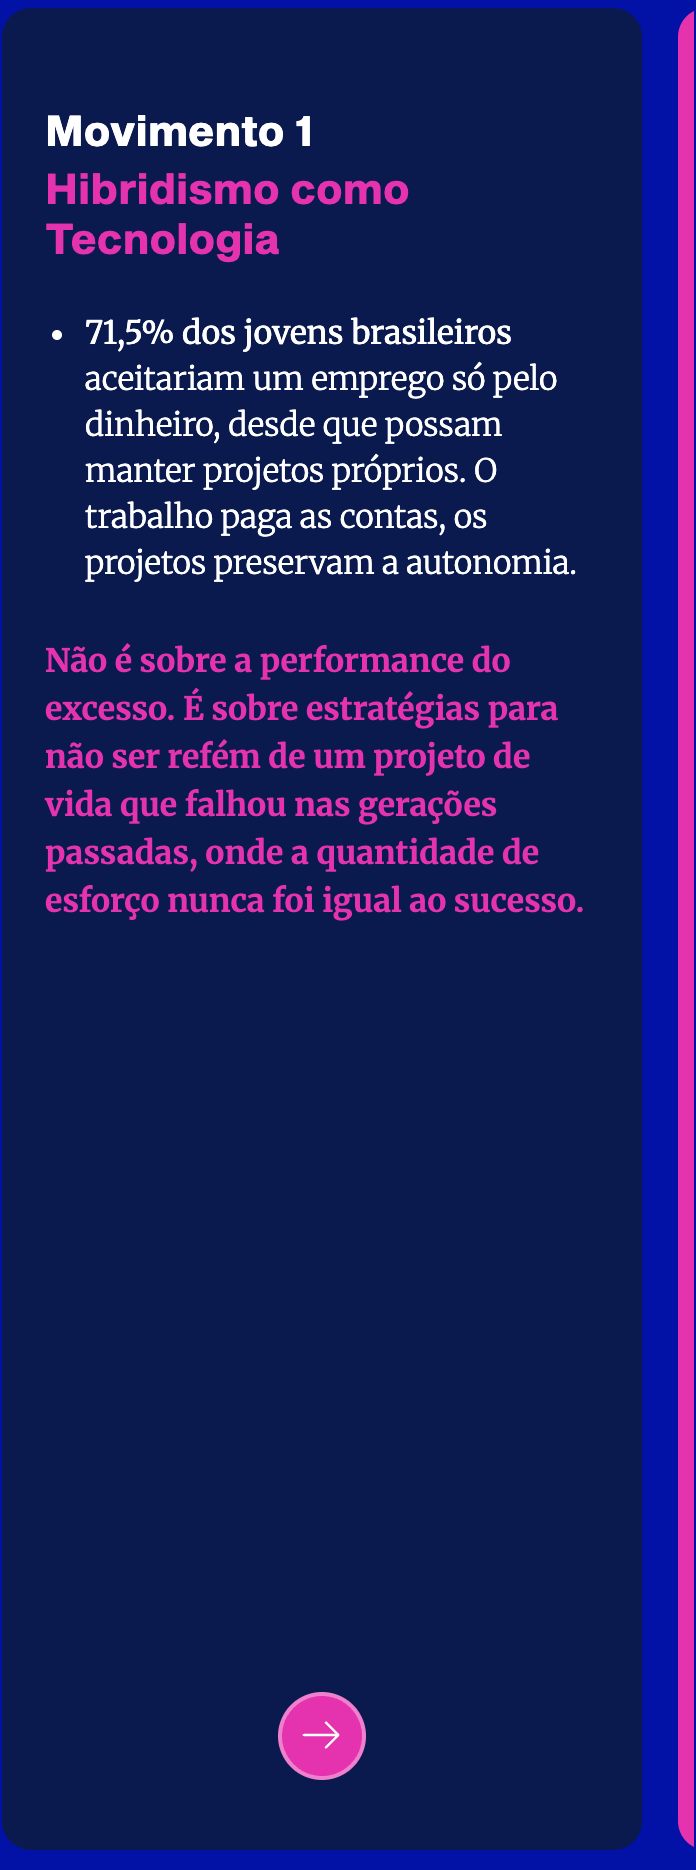 Movimento 1
Hibridismo como
Tecnologia
• 71,5% dos jovens brasileiros
aceitariam um emprego só pelo
dinheiro, desde que possam
manter projetos próprios. O
trabalho paga as contas, os
projetos preservam a autonomia.
Não é sobre a performance do
excesso. É sobre estratégias para
não ser refém de um projeto de
vida que falhou nas gerações
passadas, onde a quantidade de
esforço nunca foi igual ao sucesso.